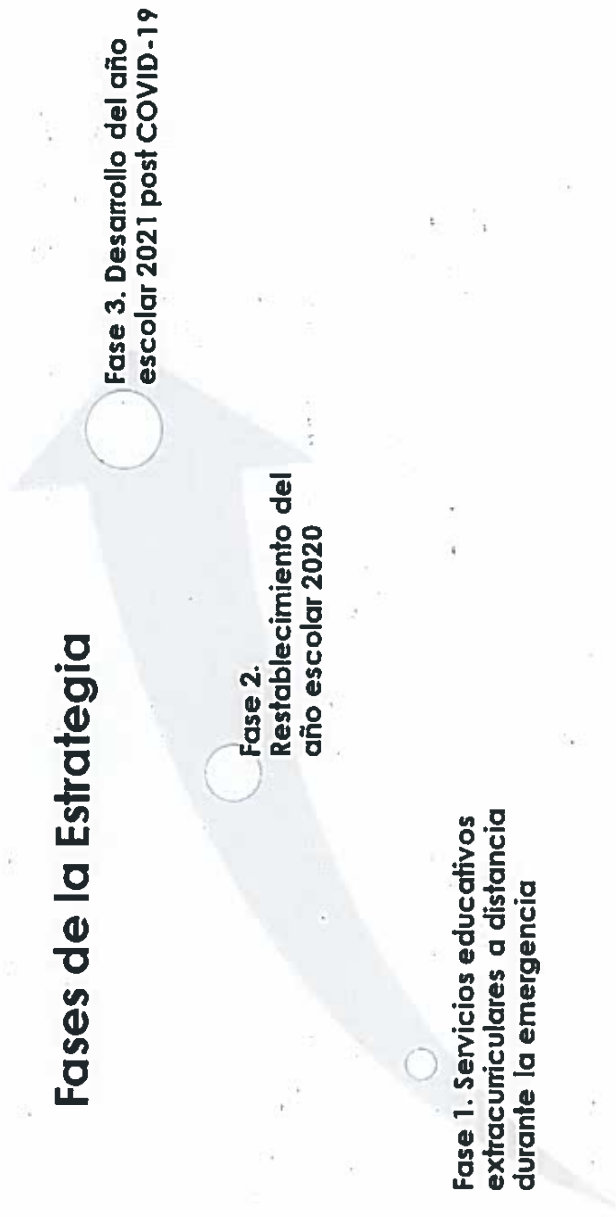 Fases de la Estrategia
Fase 3. Desarrollo del año
escolar 2021 post COVID-19
Fase 2.
Restablecimiento del
año escolar 2020
Fase 1. Servicios educativos
extracurriculares a distancia
durante la emergencia